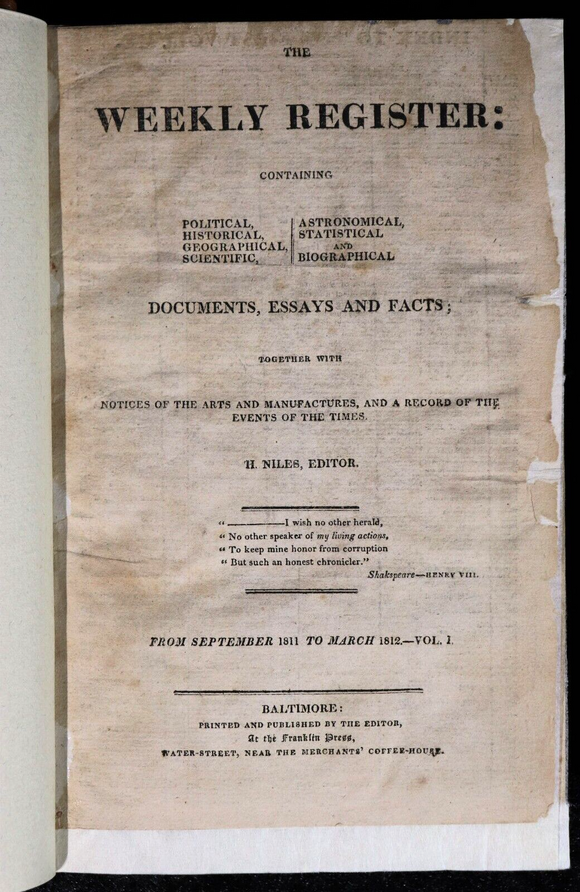 THE
WEEKLY REGISTER:
CONTAINING
POLITICAL,
HISTORICAL,
GEOGRAPHICAL,
SCIENTIFIC,
ASTRONOMICAL,
STATISTICAL
AND
BIOGRAPHICAL
DOCUMENTS, ESSAYS AND FACTS;
TOGETHER WITH
NOTICES OF THE ARTS AND MANUFACTURES, AND A RECORD OF THE
EVENTS OF THE TIMES.
H. NILES, EDITOR.
" ————I wish no other herald,
" No other speaker of my living actions,
" To keep mine honor from corruption
" But such an honest chronicler."
Shakspeare—HENRY VIII.
FROM SEPTEMBER 1811 TO MARCH 1812.—VOL. I.
BALTIMORE:
PRINTED AND PUBLISHED BY THE EDITOR,
At the Franklin Press,
WATER-STREET, NEAR THE MERCHANTS' COFFEE-HOUSE.